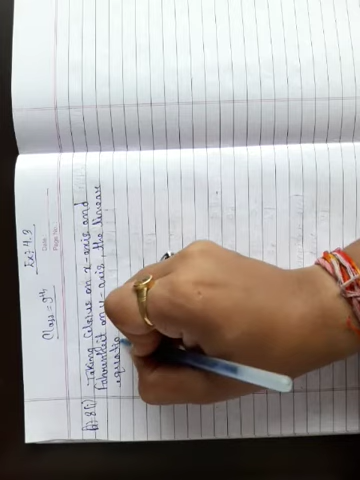 Ex:- 4.3
Class = 9th
Date
Page No.
Q.8(i) Taking Celsius on x-axis and
Fahrenheit on y-axis, the linear
equatio